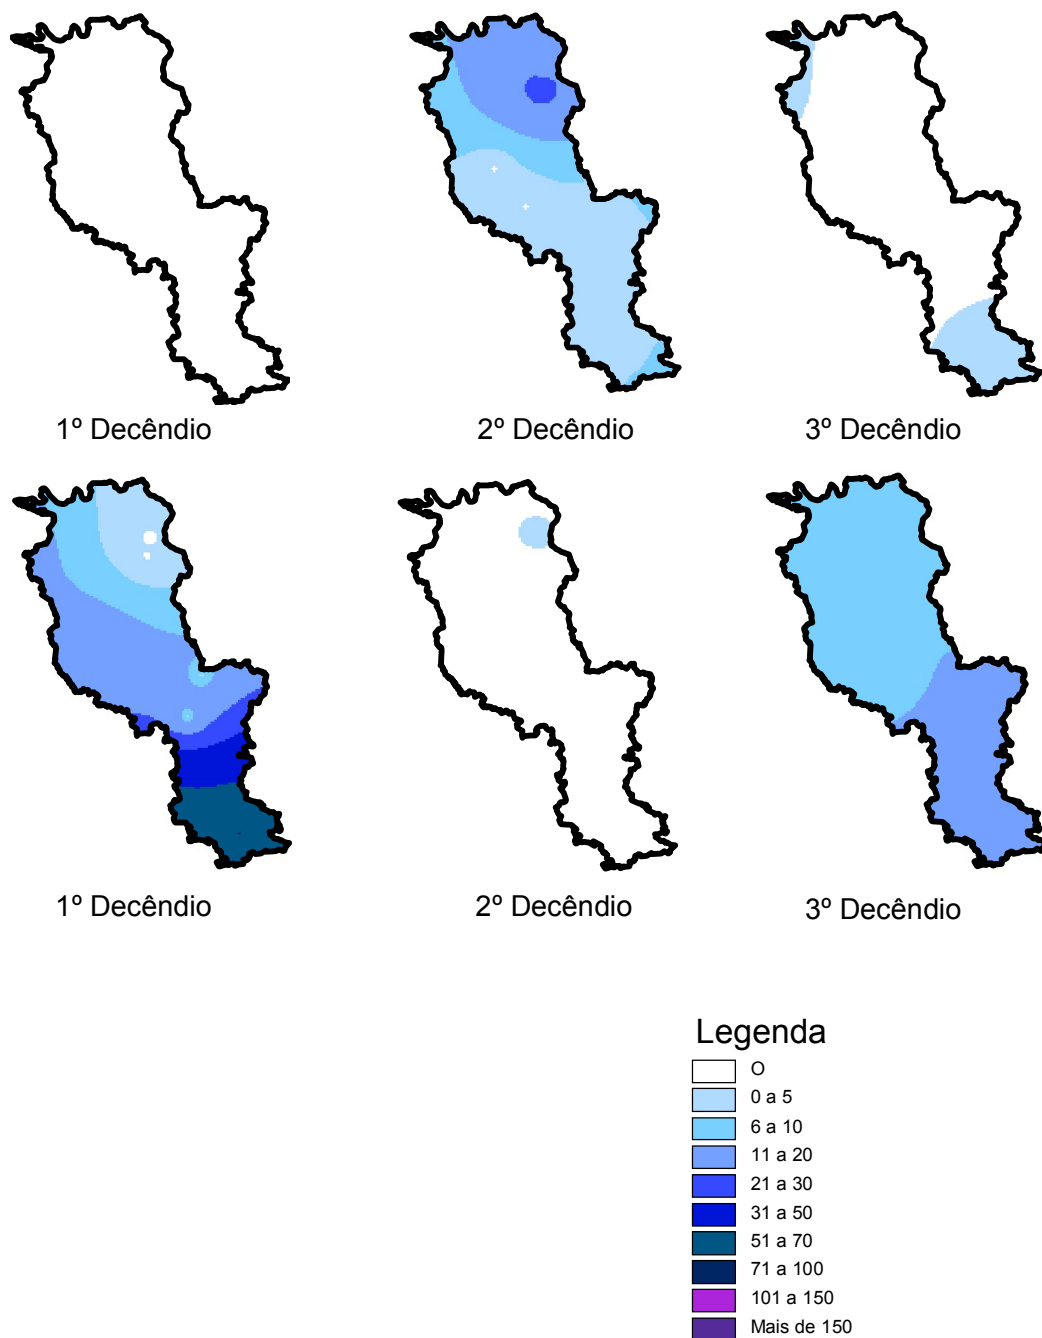 1º Decêndio
2º Decêndio
3º Decêndio
1º Decêndio
2º Decêndio
3º Decêndio
Legenda
O
0 a 5
6 a 10
11 a 20
21 a 30
31 a 50
51 a 70
71 a 100
101 a 150
Mais de 150